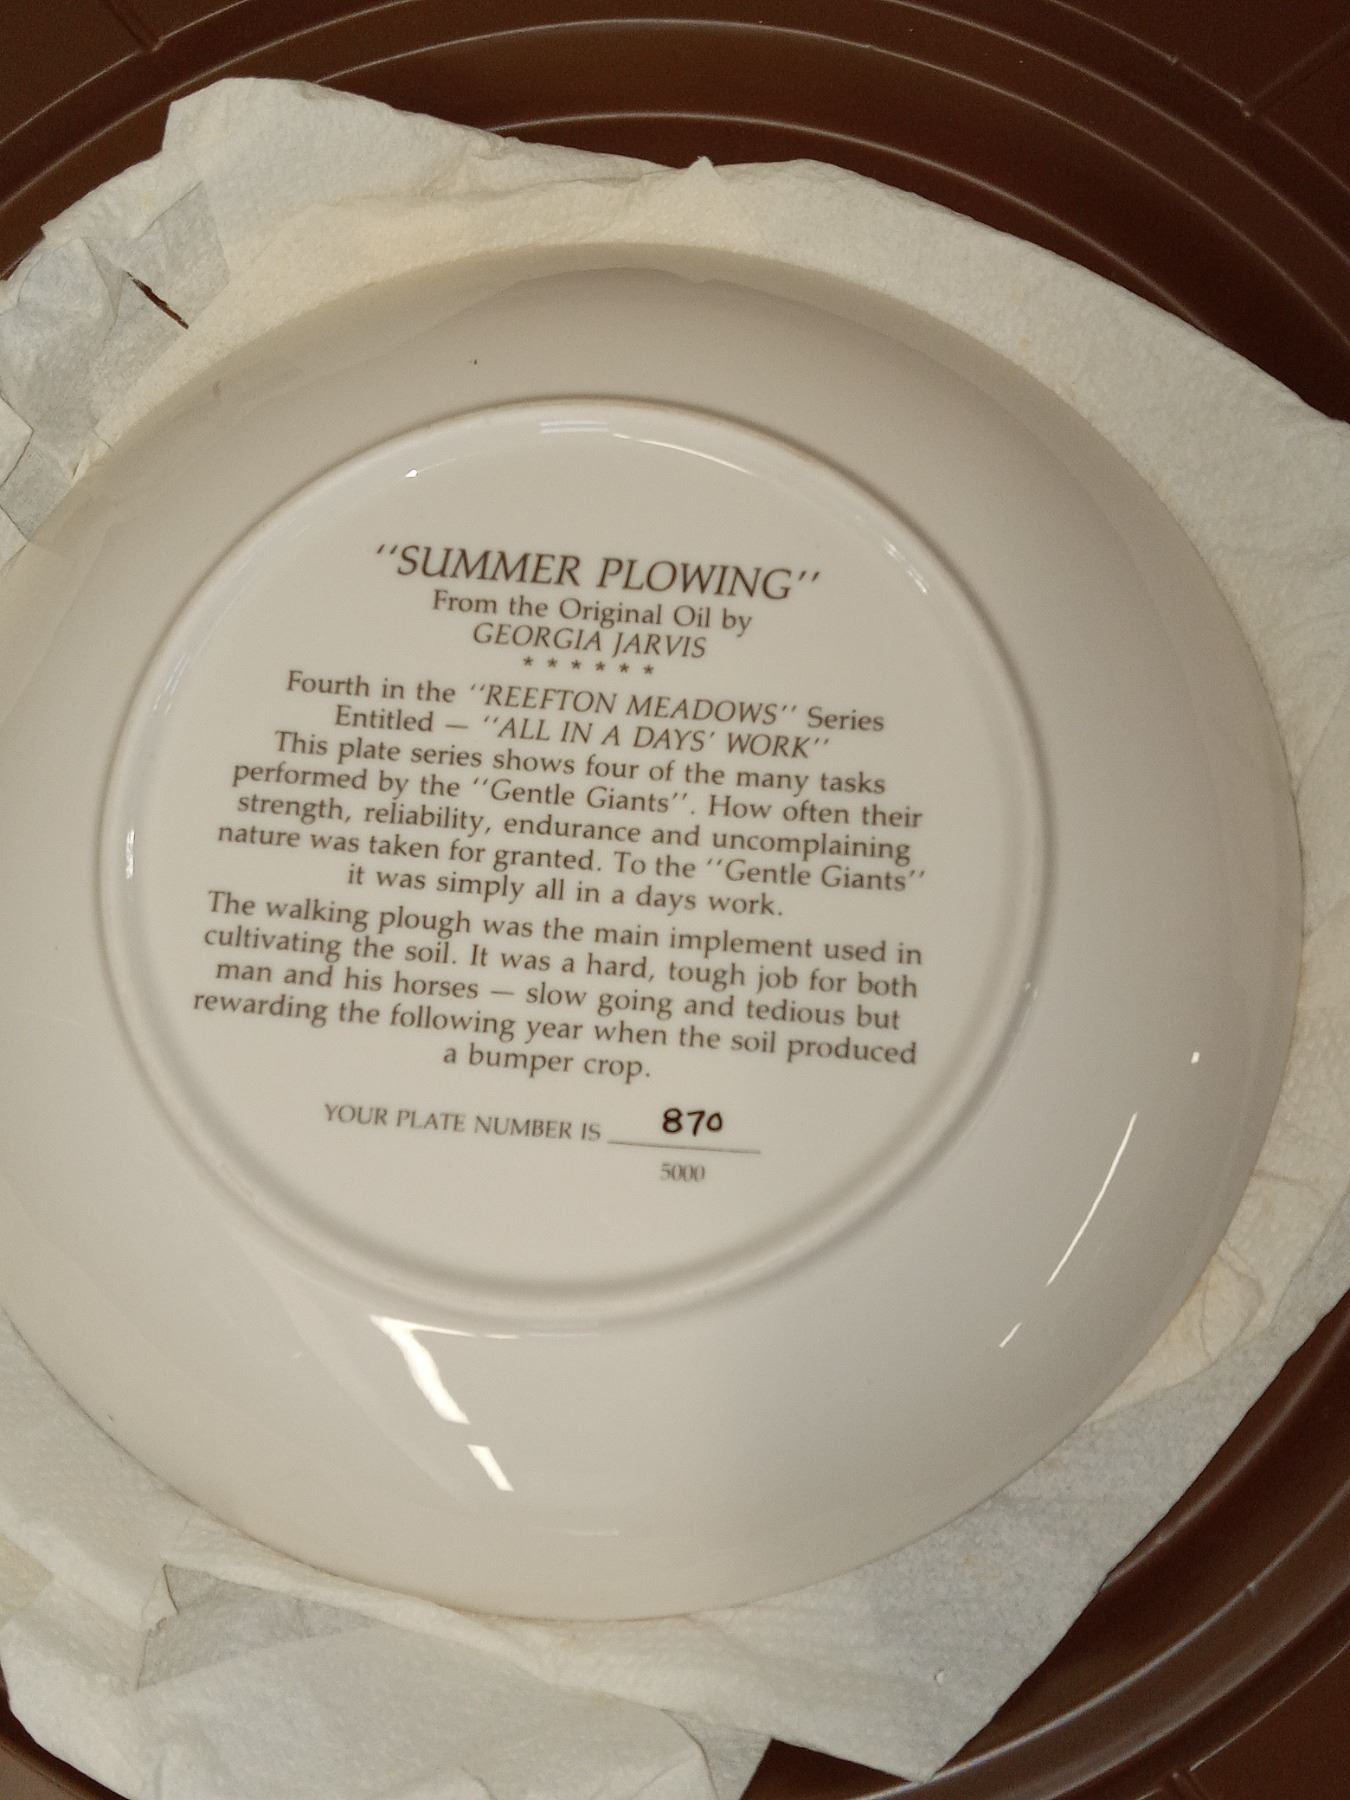 ''SUMMER PLOWING''
From the Original Oil by
GEORGIA JARVIS
* * * * * *
Fourth in the ''REEFTON MEADOWS'' Series
Entitled — ''ALL IN A DAYS' WORK''
This plate series shows four of the many tasks
performed by the ''Gentle Giants''. How often their
strength, reliability, endurance and uncomplaining
nature was taken for granted. To the ''Gentle Giants''
it was simply all in a days work.
The walking plough was the main implement used in
cultivating the soil. It was a hard, tough job for both
man and his horses — slow going and tedious but
rewarding the following year when the soil produced
a bumper crop.
YOUR PLATE NUMBER IS 870
5000